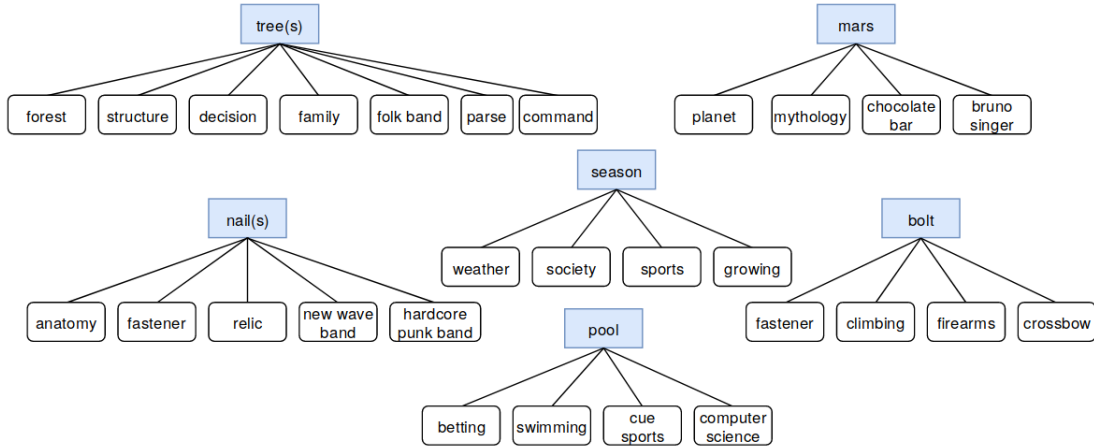 tree(s)
mars
forest
structure
decision
family
folk band
parse
command
planet
mythology
chocolate
bar
bruno
singer
season
nail(s)
bolt
weather
society
sports
growing
anatomy
fastener
relic
new wave
band
hardcore
punk band
pool
fastener
climbing
firearms
crossbow
betting
swimming
cue
sports
computer
science